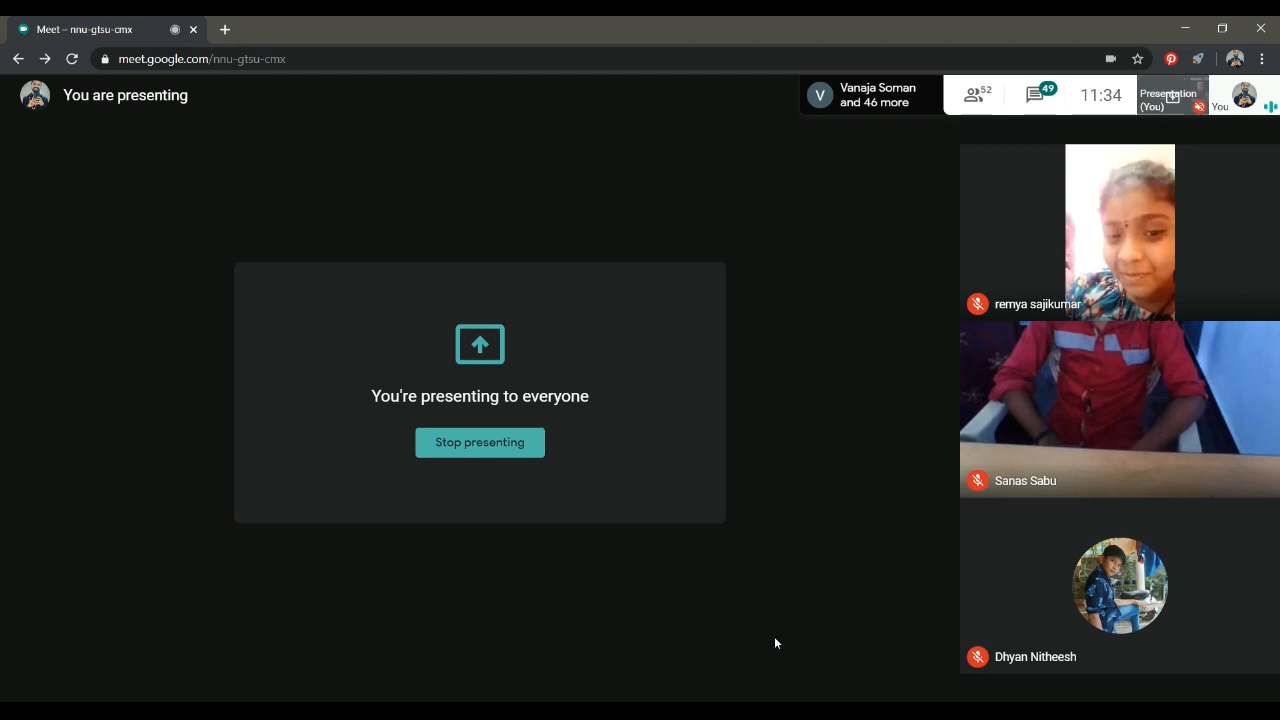 Meet – nnu-gtsu-cmx
meet.google.com/nnu-gtsu-cmx
You are presenting
V
Vanaja Soman
and 46 more
52
49
11:34
Presentation
(You)
You
remya sajikumar
You're presenting to everyone
Stop presenting
Sanas Sabu
Dhyan Nitheesh